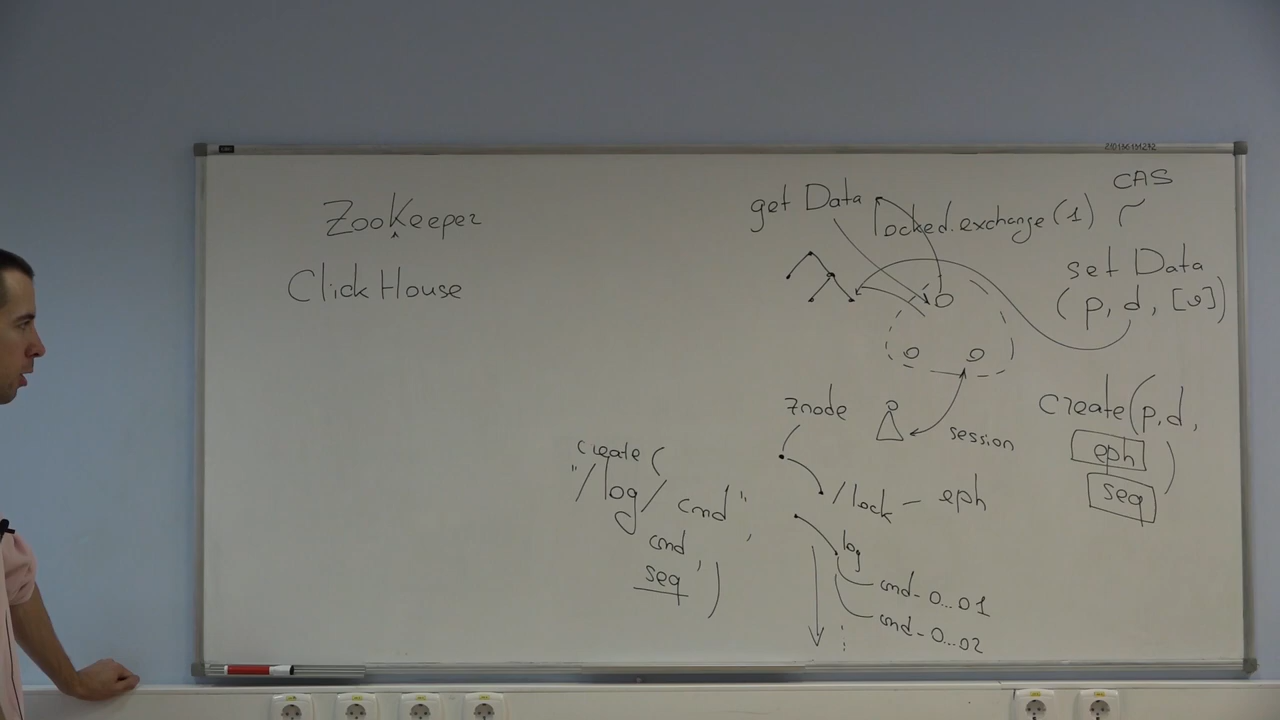 ZooKeeper
ClickHouse
get Data
locked.exchange(1)
CAS
set Data
(p, d, [v])
znode
session
create(p,d,
eph
seq
)
create(
"/log/ cmd",
cmd,
seq)
/lock - eph
log
cmd-0...01
cmd-0...02